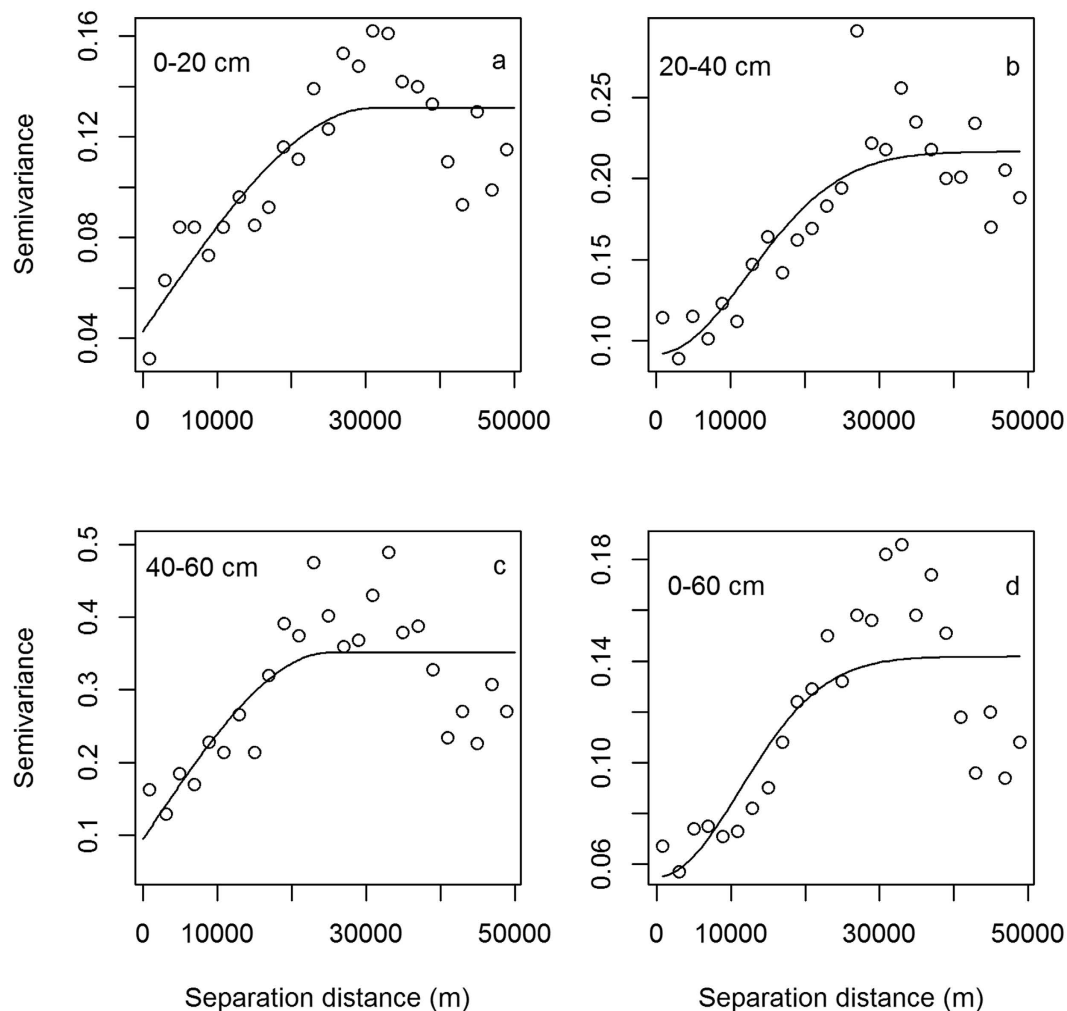 0-20 cm
a
Semivariance
0.04
0.08
0.12
0.16
0
10000
30000
50000
20-40 cm
b
0.10
0.15
0.20
0.25
0
10000
30000
50000
40-60 cm
c
Semivariance
0.1
0.2
0.3
0.4
0.5
0
10000
30000
50000
Separation distance (m)
0-60 cm
d
0.06
0.10
0.14
0.18
0
10000
30000
50000
Separation distance (m)